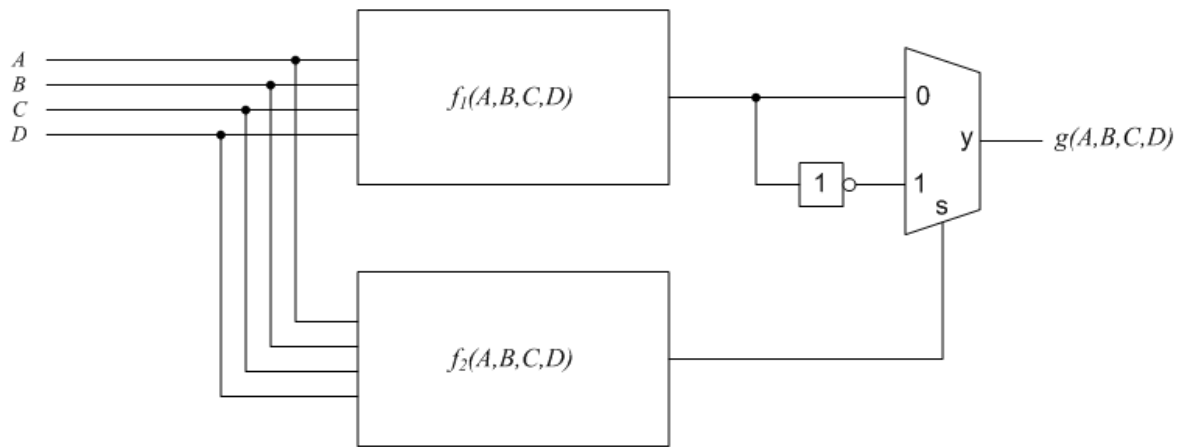 A
B
C
D
f₁(A,B,C,D)
0
y
g(A,B,C,D)
1
1
s
f₂(A,B,C,D)